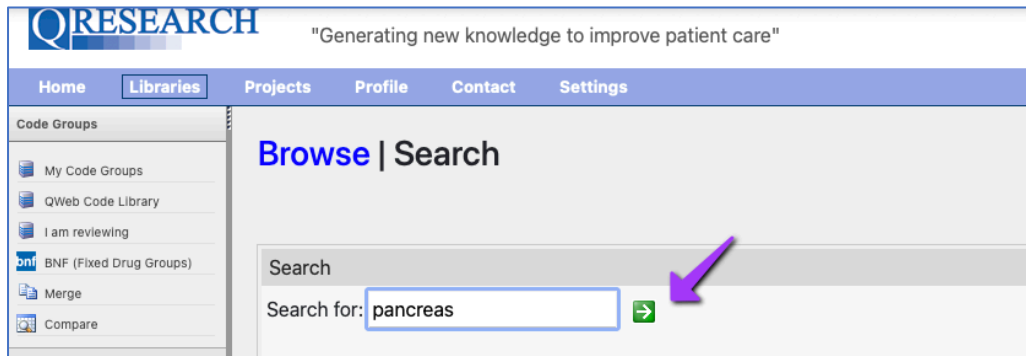 QRESEARCH
"Generating new knowledge to improve patient care"
Home Libraries Projects Profile Contact Settings
Code Groups
My Code Groups
QWeb Code Library
I am reviewing
bnf BNF (Fixed Drug Groups)
Merge
Compare
Browse | Search
Search
Search for: pancreas